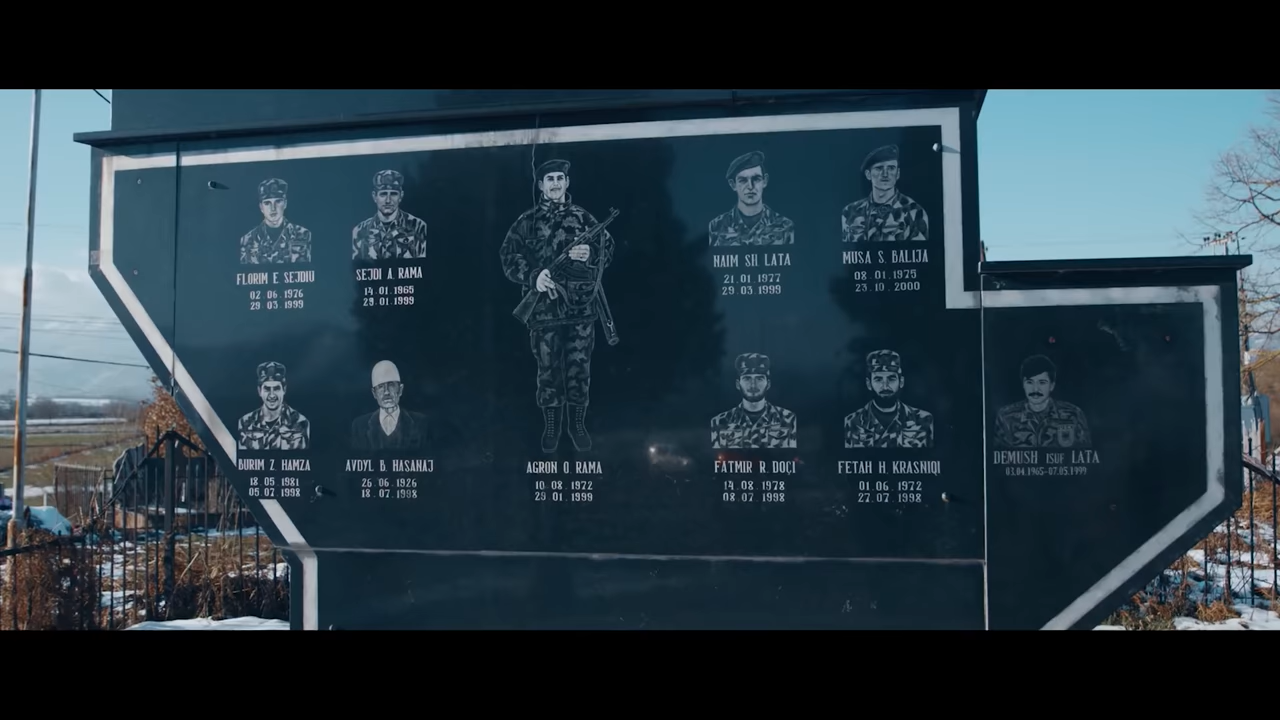 FLORIM E. SEJDIU
02.06.1976
29.03.1999
SEJDI A. RAMA
14.01.1965
29.01.1999
AGRON O. RAMA
10.08.1972
29.01.1999
HAIM SH LATA
21.01.1977
29.03.1999
MUSA S. BALIJA
08.01.1975
23.10.2000
BURIM Z. HAMZA
18.05.1981
05.07.1998
AVDYL B. HASANAJ
26.06.1926
18.07.1998
FATMIR R. DOÇI
14.08.1978
08.07.1998
FETAH H. KRASNIQI
01.06.1972
27.07.1998
DEMUSH ISUF LATA
03.04.1965-07.05.1999